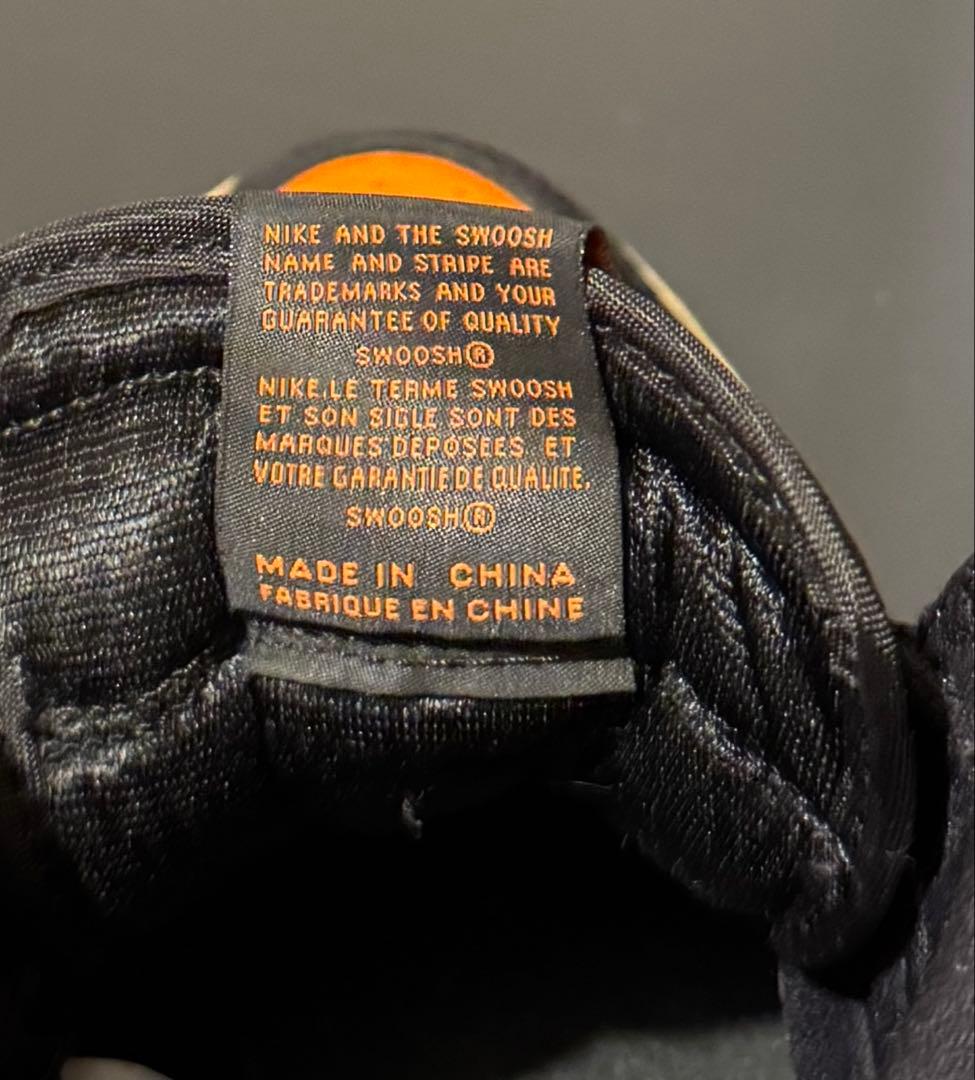 NIKE AND THE SWOOSH
NAME AND STRIPE ARE
TRADEMARKS AND YOUR
GUARANTEE OF QUALITY
SWOOSH®
NIKE.LE TERME SWOOSH
ET SON SIGLE SONT DES
MARQUES DEPOSEES, ET
VOTRE GARANTIE DE QUALITE.
SWOOSH®
MADE IN CHINA
FABRIQUE EN CHINE